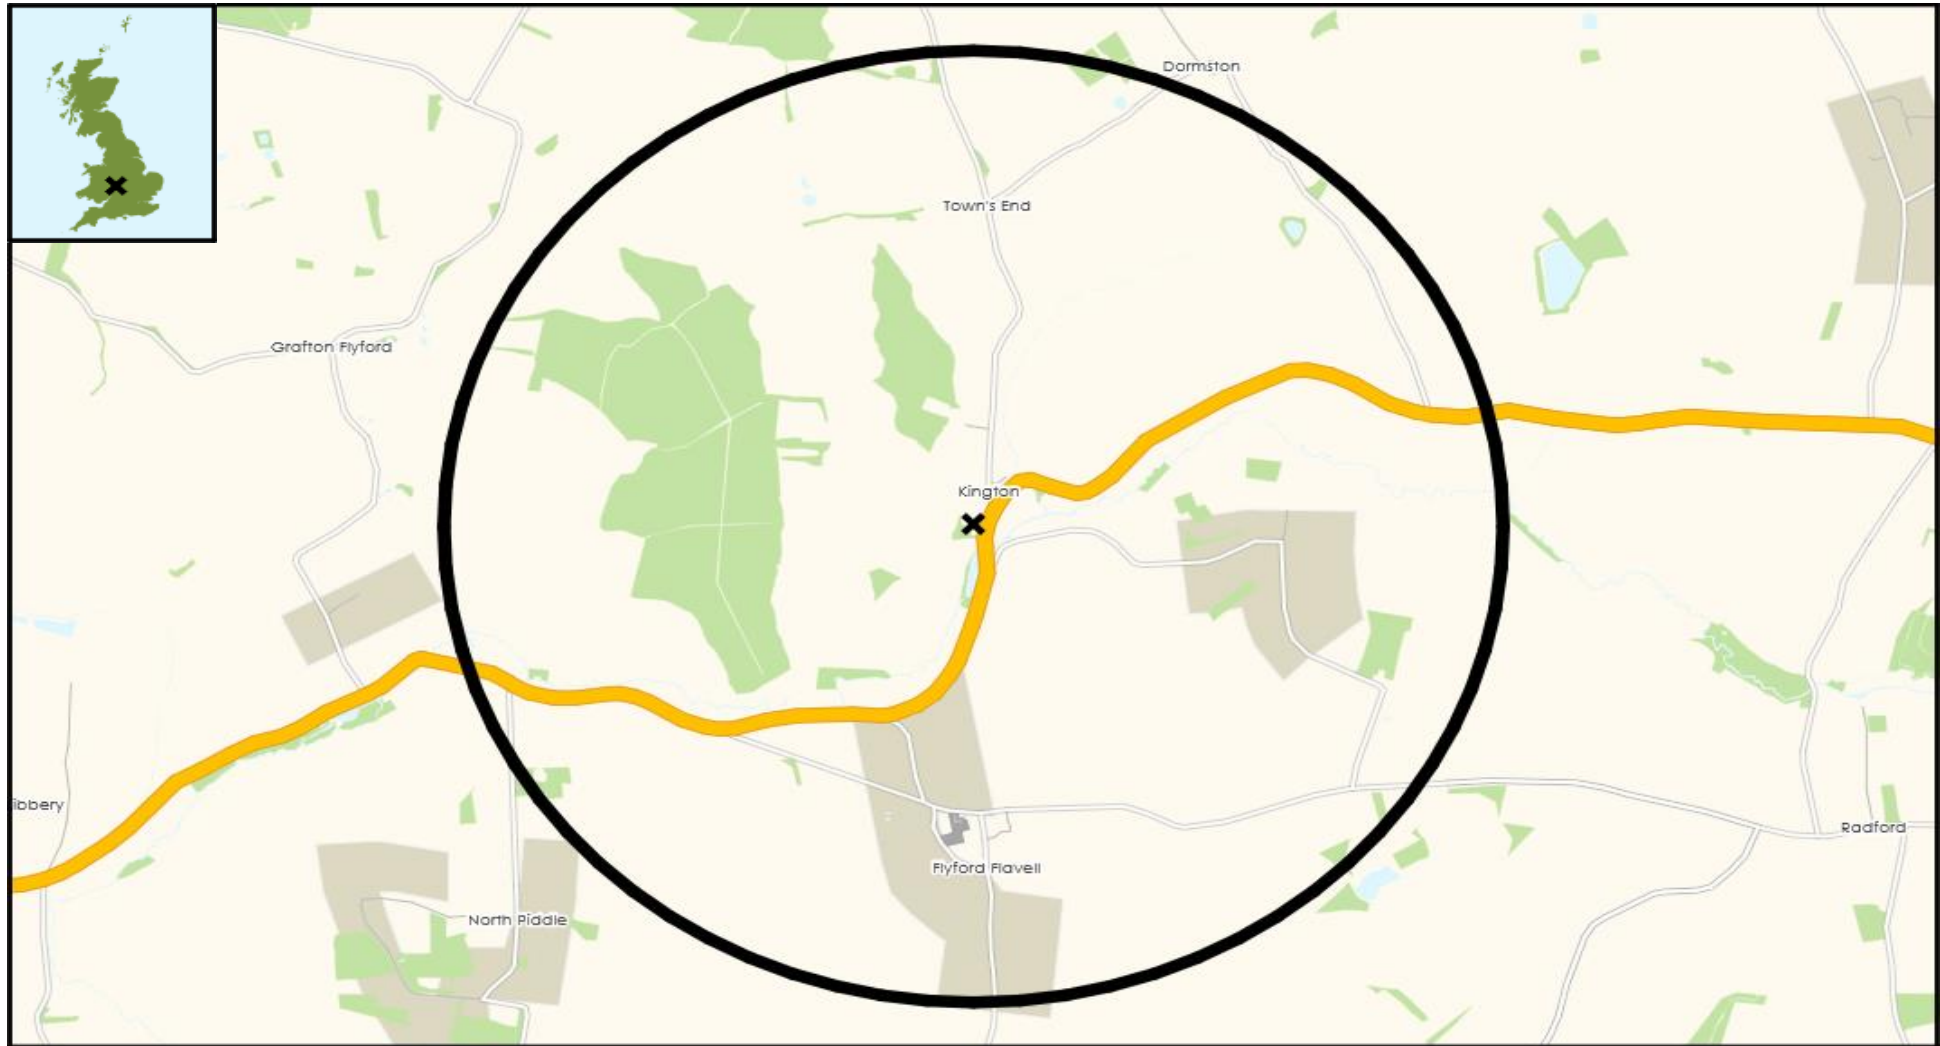 Dormston
Town's End
Grafton Flyford
Kington
ibbery
Radford
Flyford Flavell
North Piddle